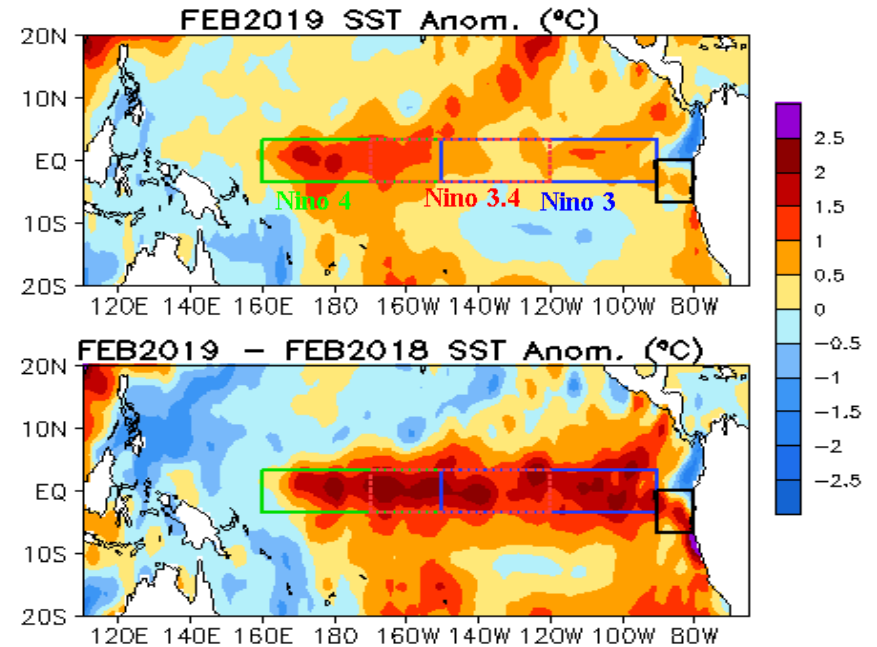 FEB2019 SST Anom. (°C)
20N
10N
EQ
10S
20S
Nino 4
Nino 3.4
Nino 3
120E 140E 160E 180 160W 140W 120W 100W 80W
FEB2019 – FEB2018 SST Anom. (°C)
20N
10N
EQ
10S
20S
120E 140E 160E 180 160W 140W 120W 100W 80W
2.5
2
1.5
1
0.5
0
−0.5
−1
−1.5
−2
−2.5